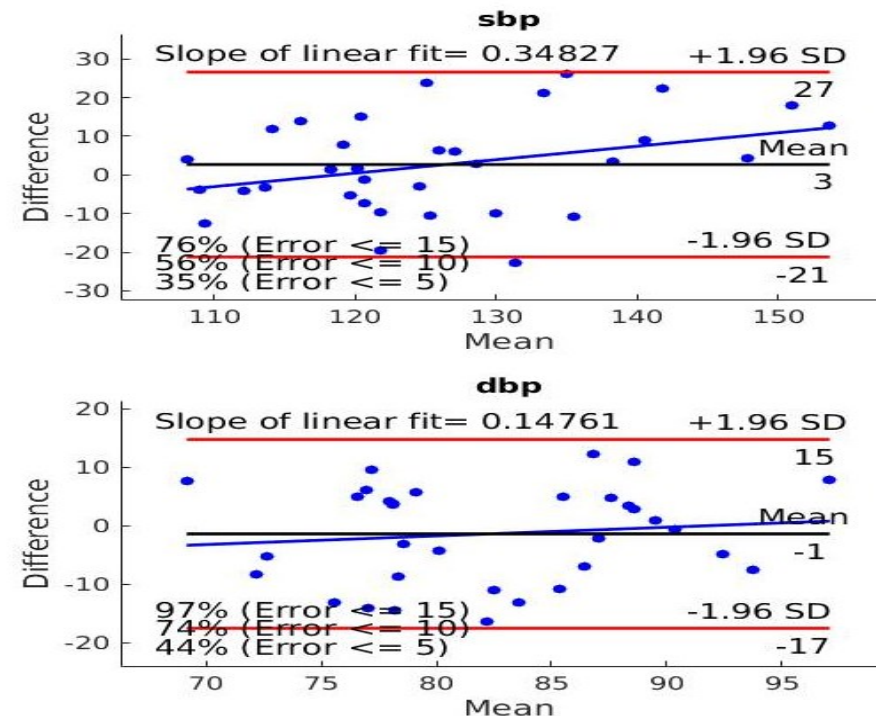 sbp
Slope of linear fit= 0.34827
+1.96 SD
27
Mean
3
-1.96 SD
-21
76% (Error <= 15)
56% (Error <= 10)
35% (Error <= 5)
30
20
10
0
-10
-20
-30
Difference
110 120 130 140 150
Mean
dbp
Slope of linear fit= 0.14761
+1.96 SD
15
Mean
-1
-1.96 SD
-17
97% (Error <= 15)
74% (Error <= 10)
44% (Error <= 5)
20
10
0
-10
-20
Difference
70 75 80 85 90 95
Mean